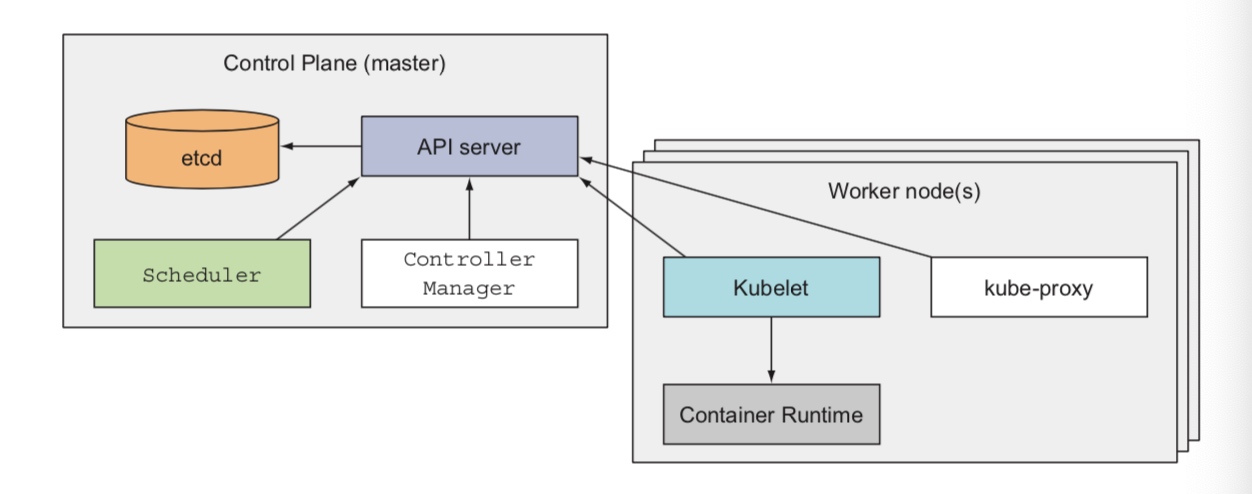 Control Plane (master)
etcd
API server
Scheduler
Controller
Manager
Worker node(s)
Kubelet
kube-proxy
Container Runtime